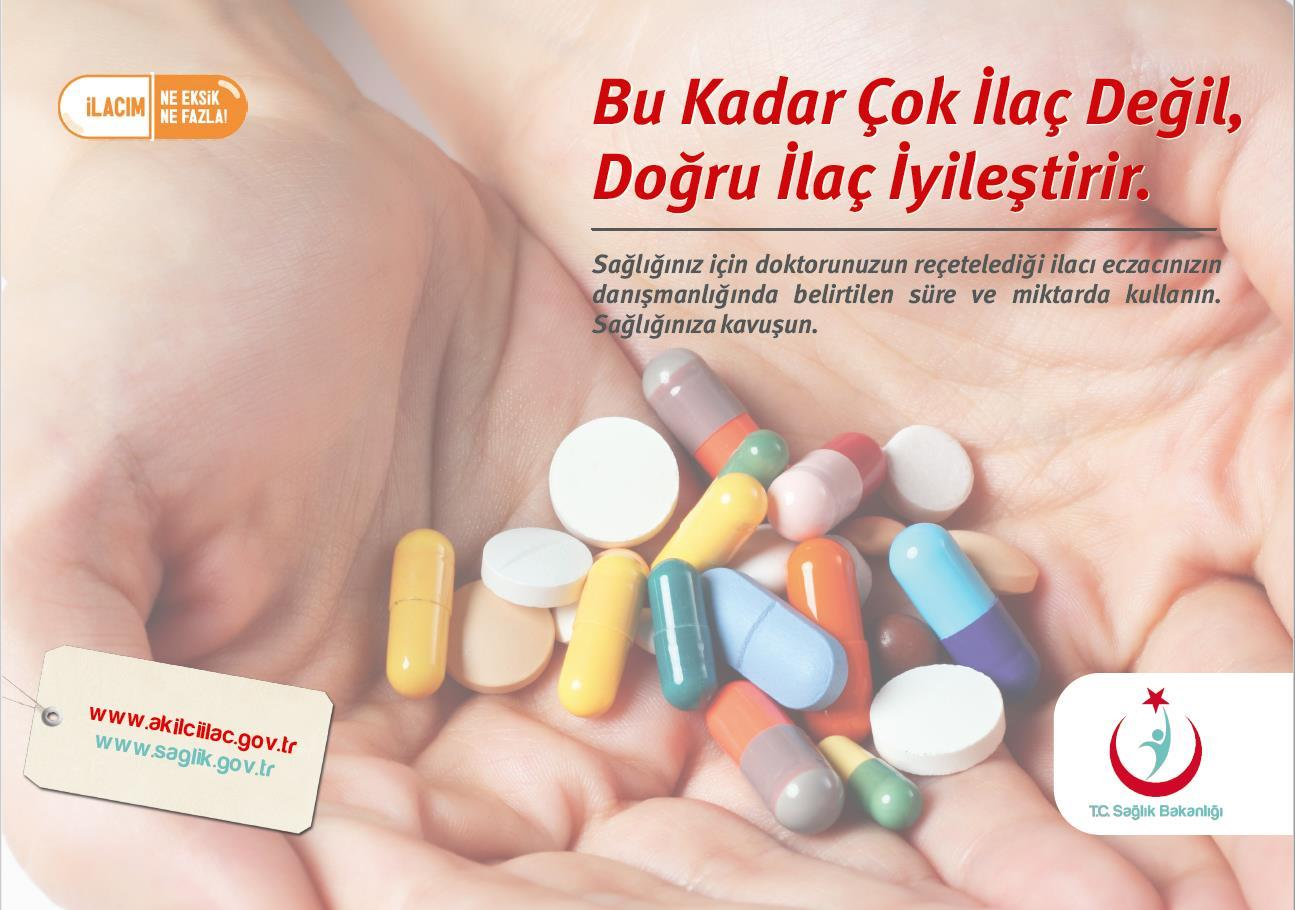 İLACIM
NE EKSİK
NE FAZLA!
Bu Kadar Çok İlaç Değil,
Doğru İlaç İyileştirir.
Sağlığınız için doktorunuzun reçetelediği ilacı eczacınızın
danışmanlığında belirtilen süre ve miktarda kullanın.
Sağlığınıza kavuşun.
www.akilciilac.gov.tr
www.saglik.gov.tr
T.C. Sağlık Bakanlığı